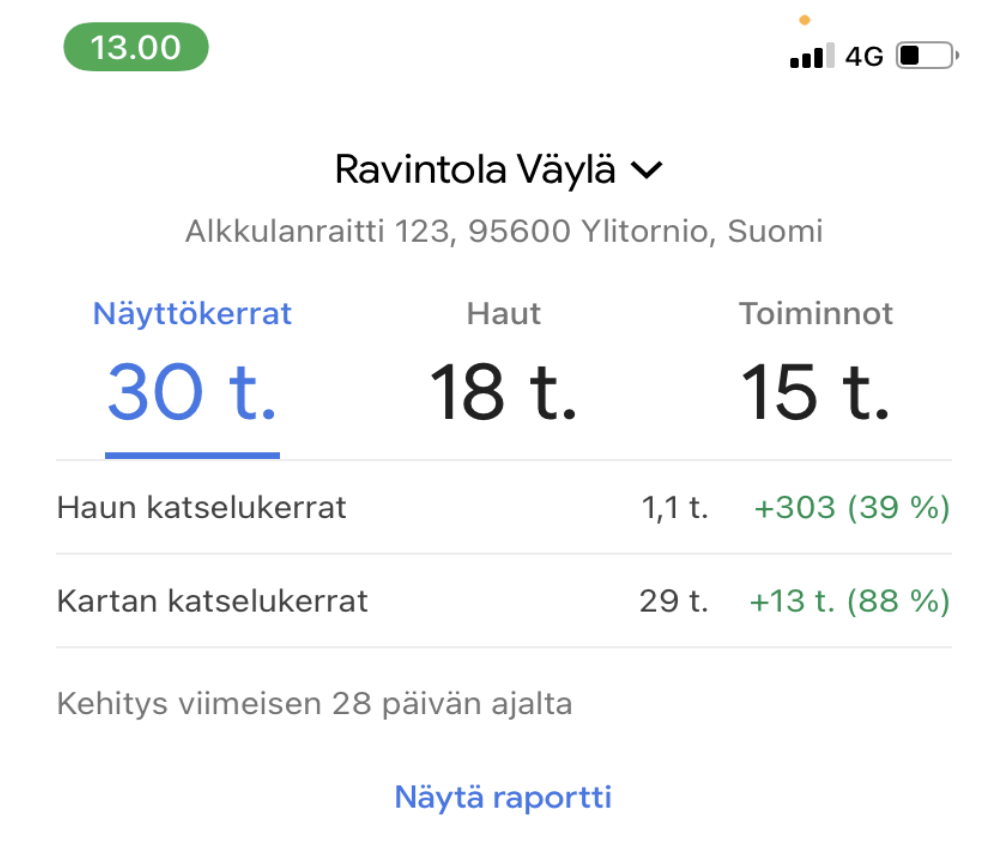 13.00 4G
Ravintola Väylä
Alkkulanraitti 123, 95600 Ylitornio, Suomi
Näyttökerrat Haut Toiminnot
30 t. 18 t. 15 t.
Haun katselukerrat 1,1 t. +303 (39 %)
Kartan katselukerrat 29 t. +13 t. (88 %)
Kehitys viimeisen 28 päivän ajalta
Näytä raportti